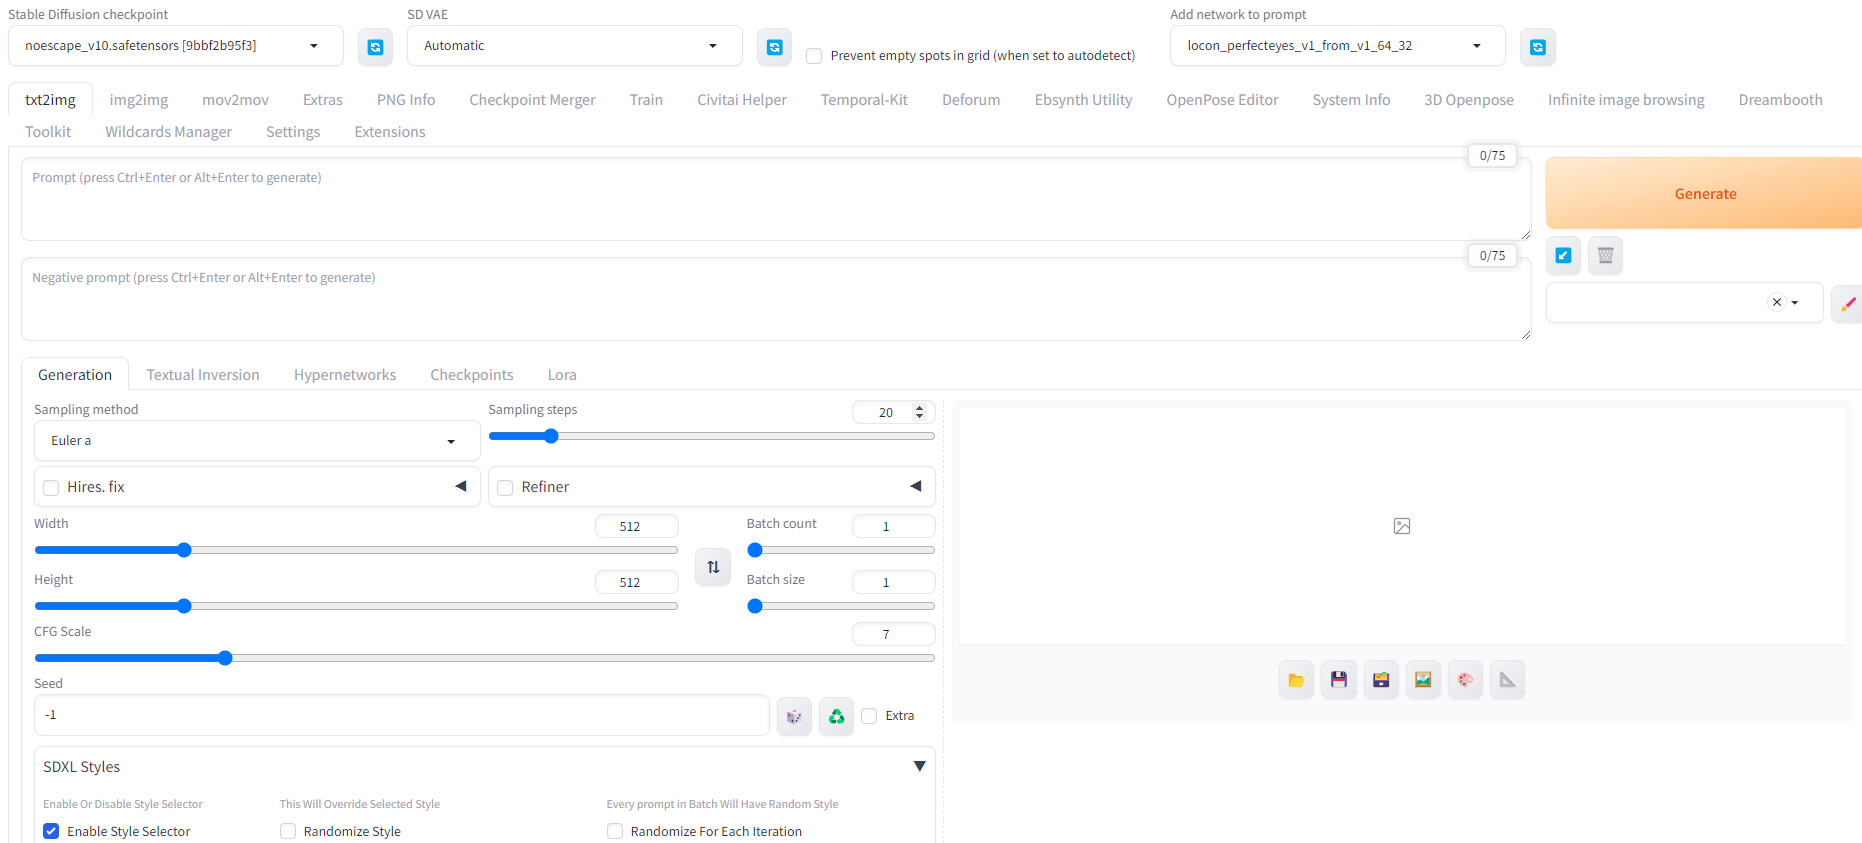 Stable Diffusion checkpoint
SD VAE
Add network to prompt
noescape_v10.safetensors [9bbf2b95f3]
Automatic
Prevent empty spots in grid (when set to autodetect)
locon_perfecteyes_v1_from_v1_64_32
txt2img img2img mov2mov Extras PNG Info Checkpoint Merger Train Civitai Helper Temporal-Kit Deforum Ebsynth Utility OpenPose Editor System Info 3D Openpose Infinite image browsing Dreambooth
Toolkit Wildcards Manager Settings Extensions
0/75
Prompt (press Ctrl+Enter or Alt+Enter to generate)
Generate
0/75
Negative prompt (press Ctrl+Enter or Alt+Enter to generate)
Generation Textual Inversion Hypernetworks Checkpoints Lora
Sampling method
Sampling steps
20
Euler a
Hires. fix
Refiner
Width
512
Batch count
1
Height
512
Batch size
1
CFG Scale
7
Seed
-1
Extra
SDXL Styles
Enable Or Disable Style Selector
This Will Override Selected Style
Every prompt in Batch Will Have Random Style
Enable Style Selector
Randomize Style
Randomize For Each Iteration